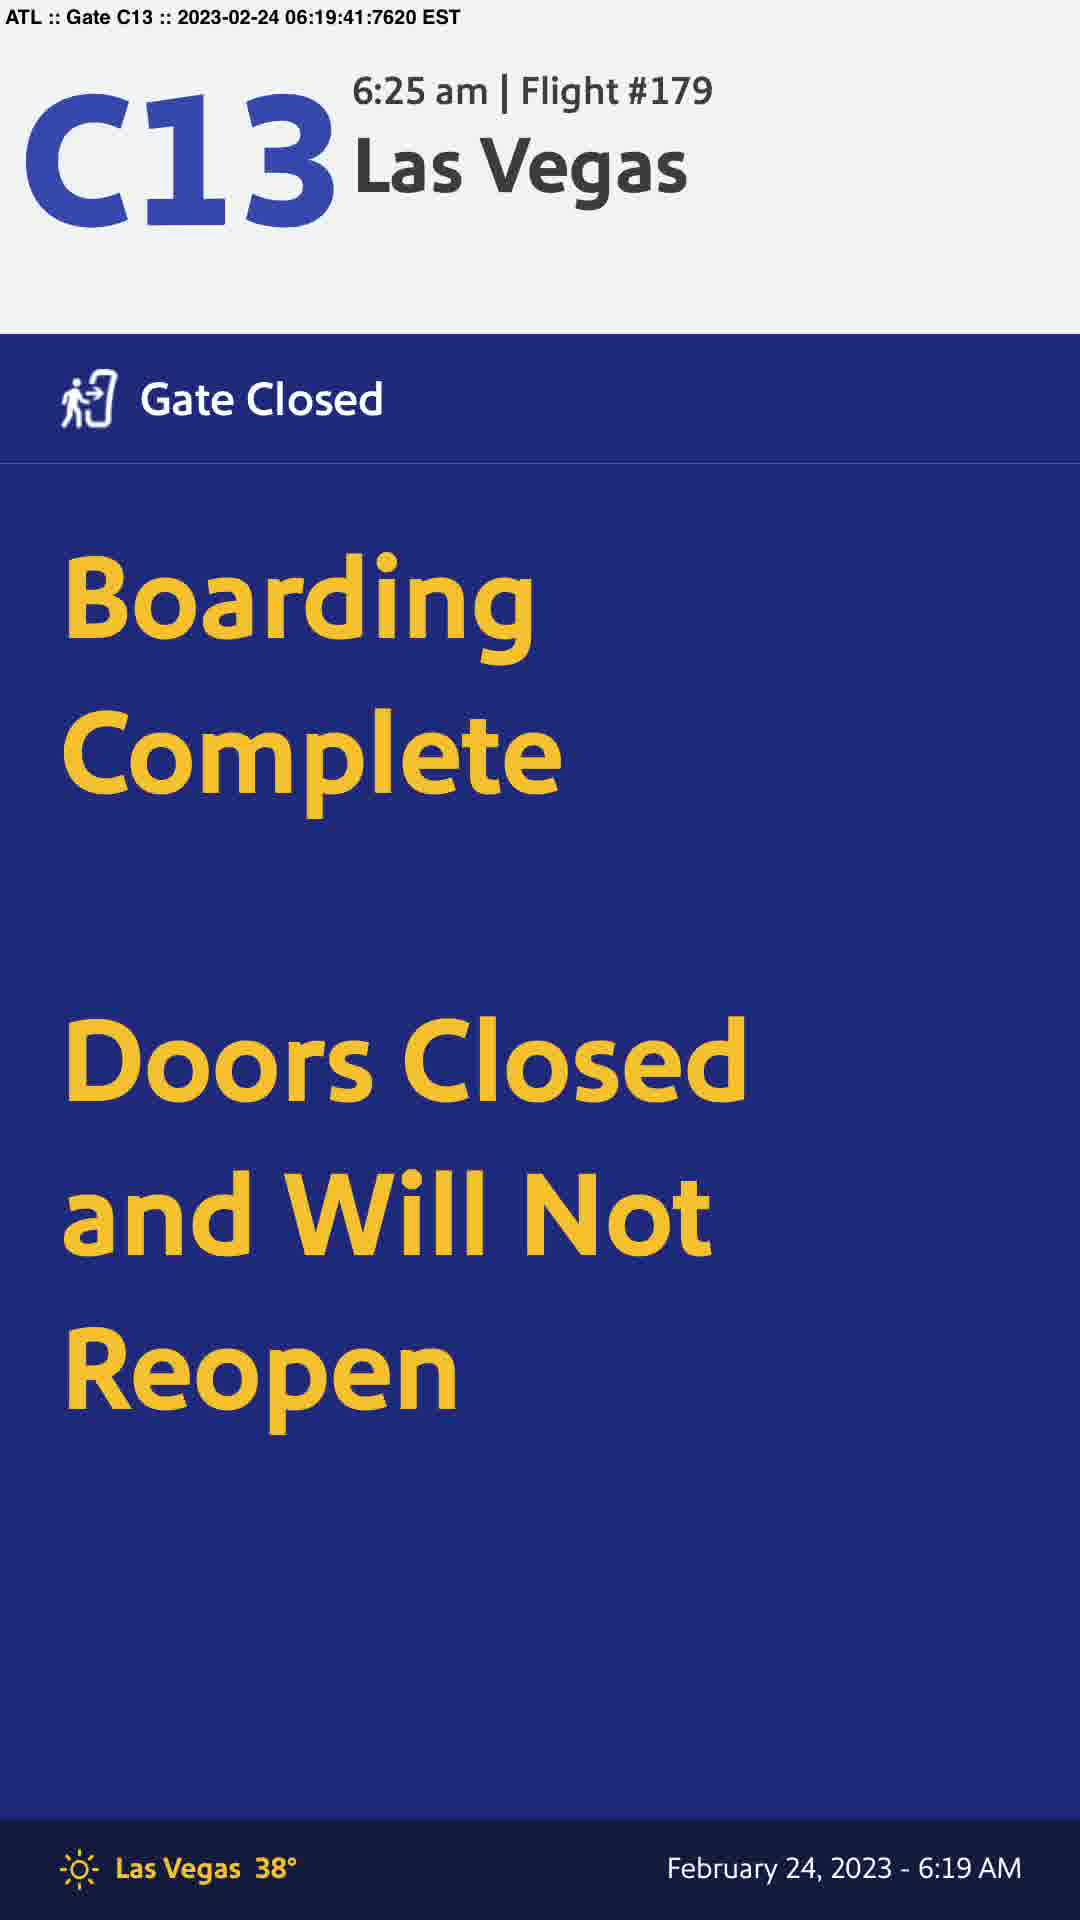 ATL :: Gate C13 :: 2023-02-24 06:19:41:7620 EST
C13
6:25 am | Flight #179
Las Vegas
Gate Closed
Boarding
Complete
Doors Closed
and Will Not
Reopen
Las Vegas 38°
February 24, 2023 - 6:19 AM